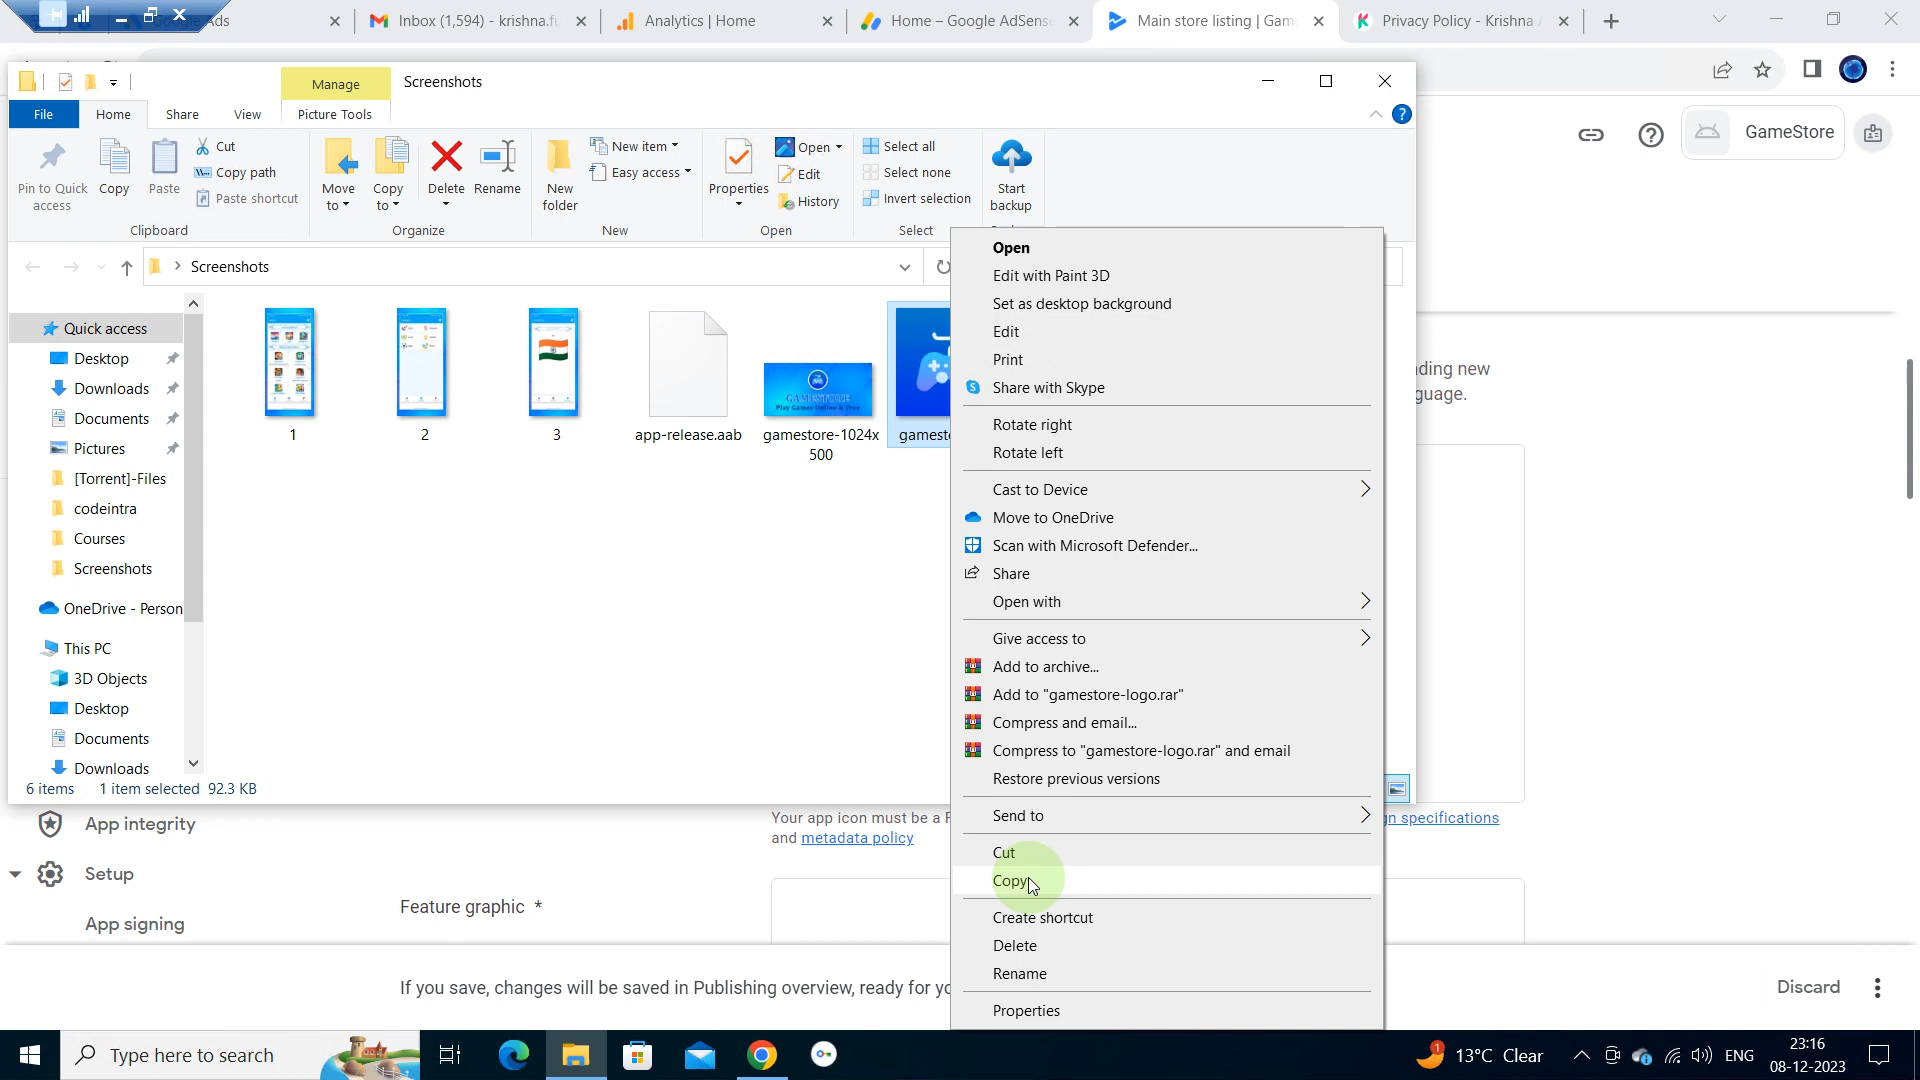 Ads
Inbox (1,594) - krishna.fu
Analytics | Home
Home – Google AdSens
Main store listing | Gam
Privacy Policy - Krishna
Manage
Screenshots
File
Home
Share
View
Picture Tools
GameStore
Pin to Quick access
Copy
Paste
Cut
Copy path
Paste shortcut
Move to
Copy to
Delete
Rename
New folder
New item
Easy access
Properties
Open
Edit
History
Select all
Select none
Invert selection
Start backup
Clipboard
Organize
New
Open
Select
Screenshots
Quick access
Desktop
Downloads
Documents
Pictures
[Torrent]-Files
codeintra
Courses
Screenshots
OneDrive - Person
This PC
3D Objects
Desktop
Documents
Downloads
1
2
3
app-release.aab
GAMESTORE
Play Games Online & Free
gamestore-1024x
500
gamest
Open
Edit with Paint 3D
Set as desktop background
Edit
Print
Share with Skype
Rotate right
Rotate left
Cast to Device
Move to OneDrive
Scan with Microsoft Defender...
Share
Open with
Give access to
Add to archive...
Add to "gamestore-logo.rar"
Compress and email...
Compress to "gamestore-logo.rar" and email
Restore previous versions
Send to
Cut
Copy
Create shortcut
Delete
Rename
Properties
ding new
guage.
6 items
1 item selected 92.3 KB
App integrity
Setup
App signing
Your app icon must be a
and metadata policy
gn specifications
Feature graphic *
If you save, changes will be saved in Publishing overview, ready for yo
Discard
Type here to search
1
13°C Clear
ENG
23:16
08-12-2023